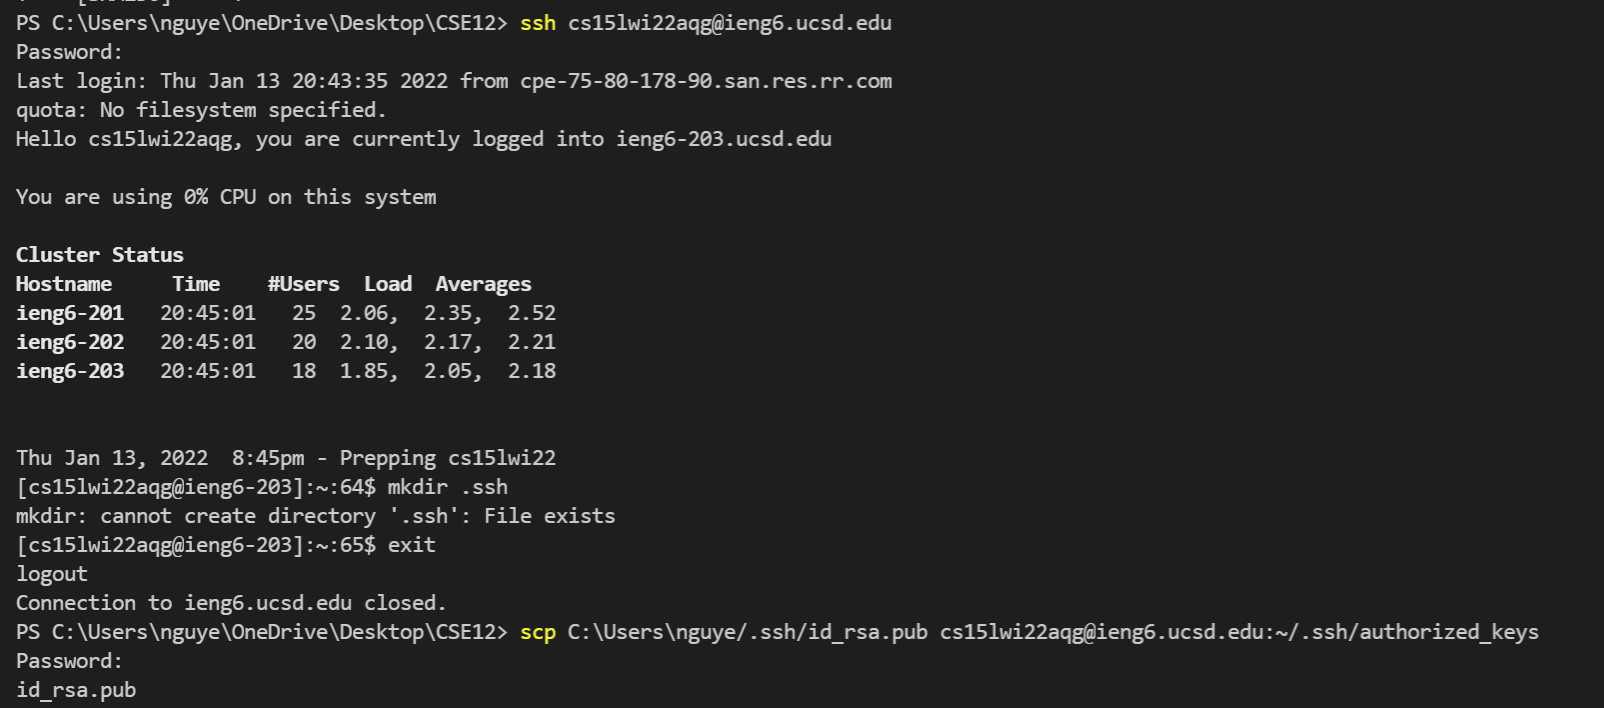 PS C:\Users\nguye\OneDrive\Desktop\CSE12> ssh cs15lwi22aqg@ieng6.ucsd.edu
Password:
Last login: Thu Jan 13 20:43:35 2022 from cpe-75-80-178-90.san.res.rr.com
quota: No filesystem specified.
Hello cs15lwi22aqg, you are currently logged into ieng6-203.ucsd.edu
You are using 0% CPU on this system
Cluster Status
Hostname     Time    #Users  Load  Averages
ieng6-201   20:45:01   25  2.06,  2.35,  2.52
ieng6-202   20:45:01   20  2.10,  2.17,  2.21
ieng6-203   20:45:01   18  1.85,  2.05,  2.18
Thu Jan 13, 2022  8:45pm - Prepping cs15lwi22
[cs15lwi22aqg@ieng6-203]:~:64$ mkdir .ssh
mkdir: cannot create directory '.ssh': File exists
[cs15lwi22aqg@ieng6-203]:~:65$ exit
logout
Connection to ieng6.ucsd.edu closed.
PS C:\Users\nguye\OneDrive\Desktop\CSE12> scp C:\Users\nguye/.ssh/id_rsa.pub cs15lwi22aqg@ieng6.ucsd.edu:~/.ssh/authorized_keys
Password:
id_rsa.pub